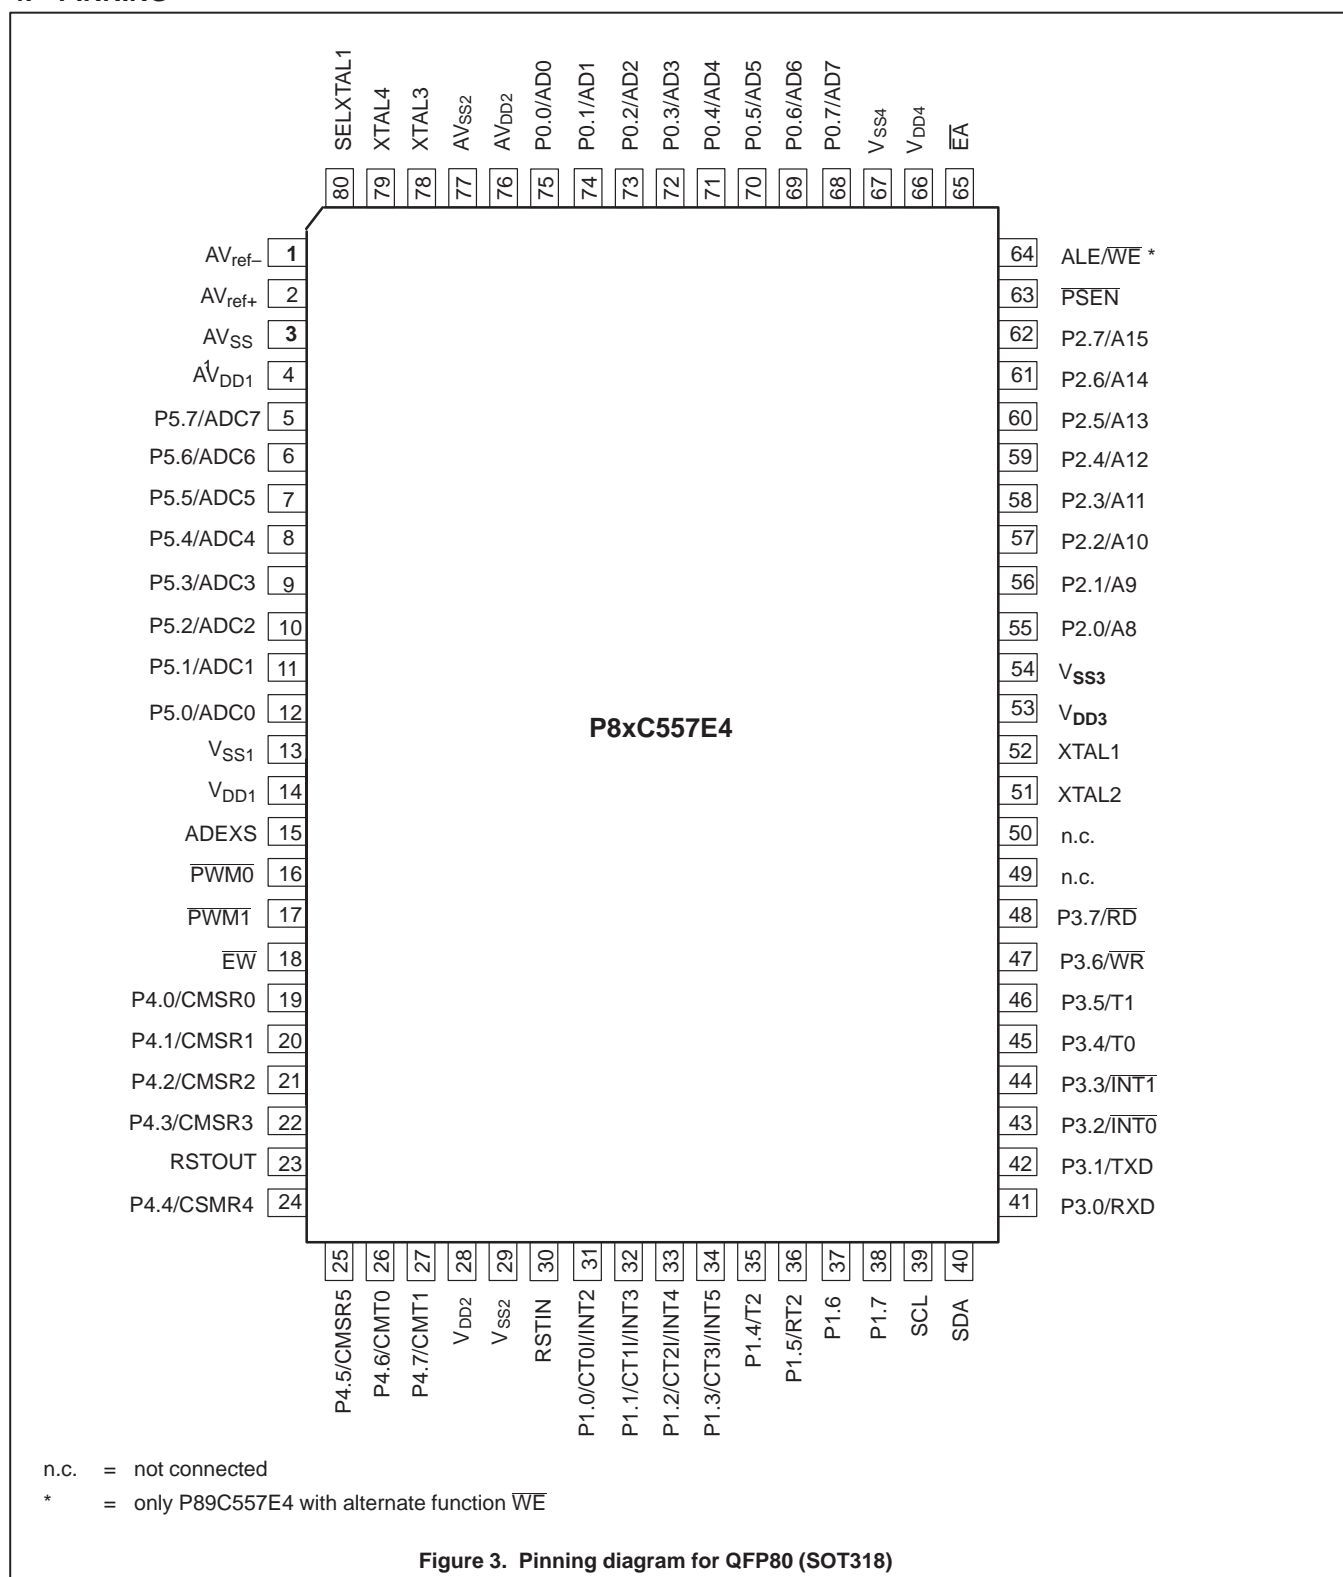 SELXTAL1
XTAL4
XTAL3
AVSS2
AVDD2
P0.0/AD0
P0.1/AD1
P0.2/AD2
P0.3/AD3
P0.4/AD4
P0.5/AD5
P0.6/AD6
P0.7/AD7
VSS4
VDD4
EA
80
79
78
77
76
75
74
73
72
71
70
69
68
67
66
65
AVref– 1
AVref+ 2
AVSS 3
1
AVDD1 4
P5.7/ADC7 5
P5.6/ADC6 6
P5.5/ADC5 7
P5.4/ADC4 8
P5.3/ADC3 9
P5.2/ADC2 10
P5.1/ADC1 11
P5.0/ADC0 12
VSS1 13
VDD1 14
ADEXS 15
PWM0 16
PWM1 17
EW 18
P4.0/CMSR0 19
P4.1/CMSR1 20
P4.2/CMSR2 21
P4.3/CMSR3 22
RSTOUT 23
P4.4/CSMR4 24
P8xC557E4
64 ALE/WE *
63 PSEN
62 P2.7/A15
61 P2.6/A14
60 P2.5/A13
59 P2.4/A12
58 P2.3/A11
57 P2.2/A10
56 P2.1/A9
55 P2.0/A8
54 VSS3
53 VDD3
52 XTAL1
51 XTAL2
50 n.c.
49 n.c.
48 P3.7/RD
47 P3.6/WR
46 P3.5/T1
45 P3.4/T0
44 P3.3/INT1
43 P3.2/INT0
42 P3.1/TXD
41 P3.0/RXD
25
26
27
28
29
30
31
32
33
34
35
36
37
38
39
40
P4.5/CMSR5
P4.6/CMT0
P4.7/CMT1
VDD2
VSS2
RSTIN
P1.0/CT0I/INT2
P1.1/CT1I/INT3
P1.2/CT2I/INT4
P1.3/CT3I/INT5
P1.4/T2
P1.5/RT2
P1.6
P1.7
SCL
SDA
n.c. = not connected
* = only P89C557E4 with alternate function WE
Figure 3. Pinning diagram for QFP80 (SOT318)